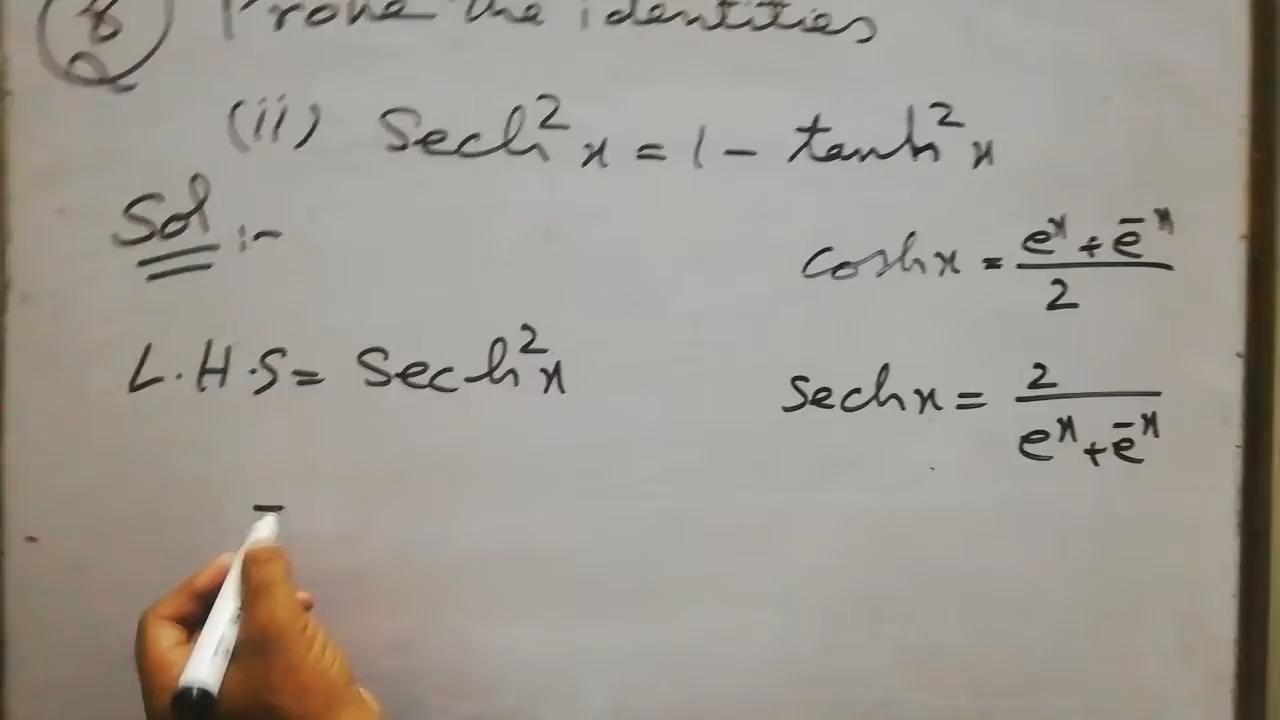 Q 8 Prove the identities
(ii) Sech²x = 1 - tanh²x
Sol :-
coshx = (eˣ + e⁻ˣ)/2
L.H.S = Sech²x
sechx = 2/(eˣ + e⁻ˣ)